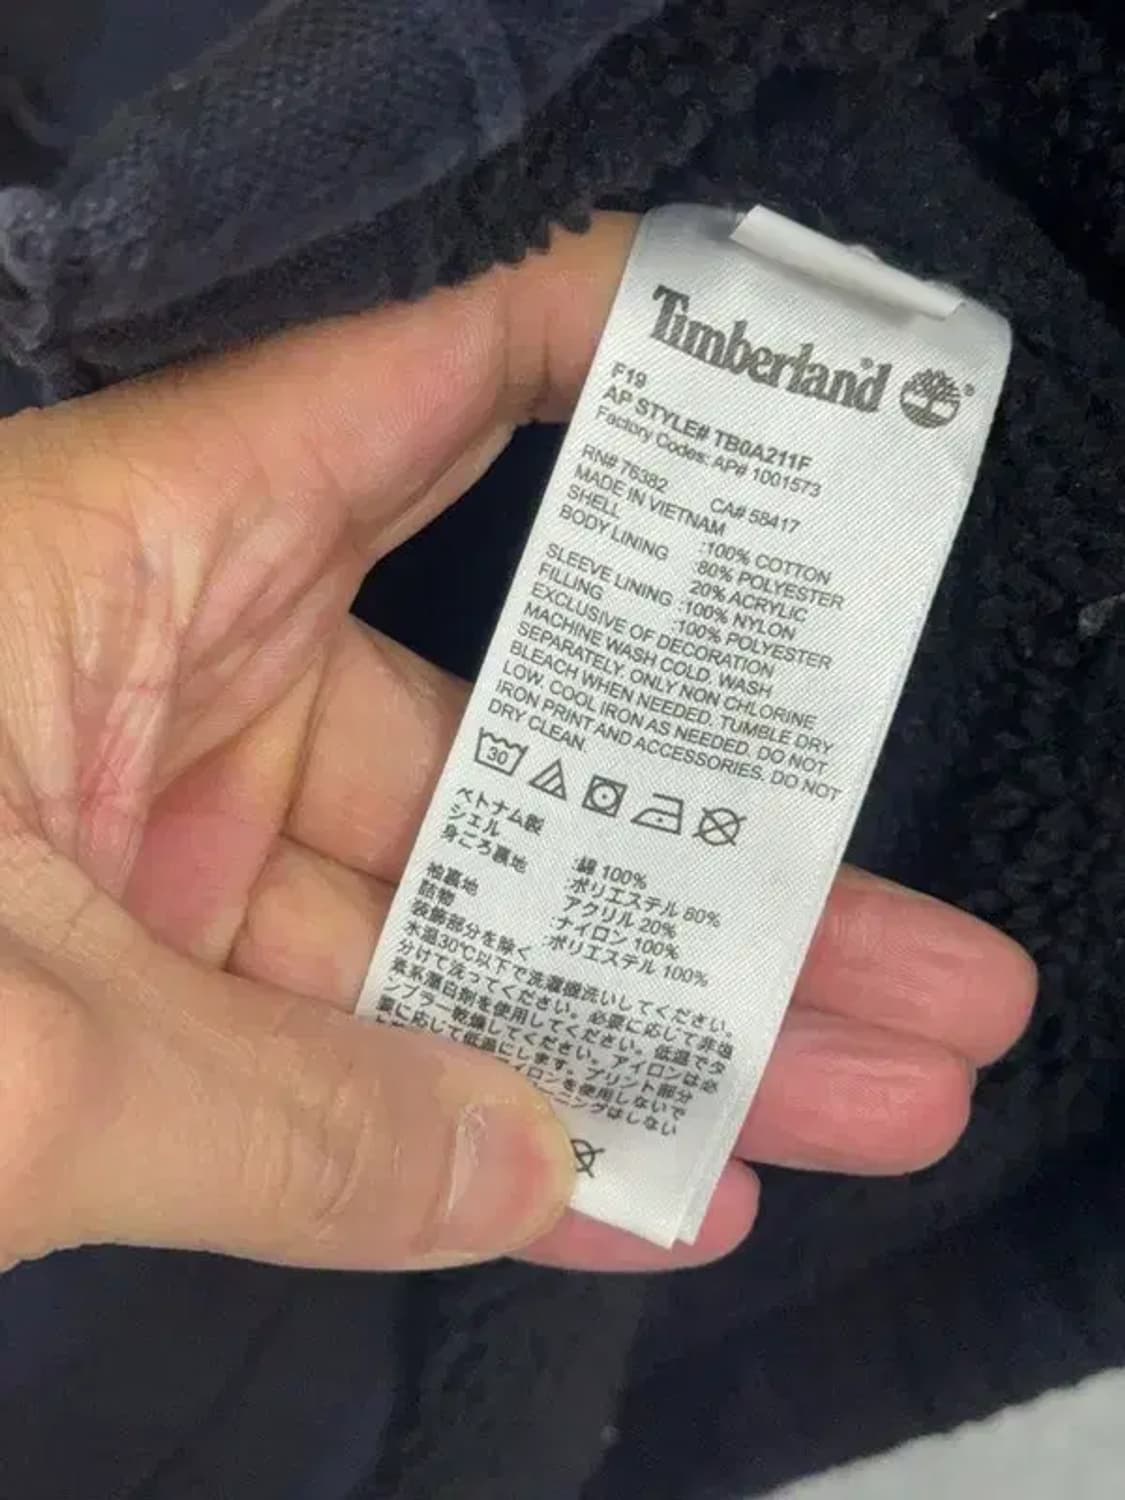 Timberland
F19
AP STYLE# TB0A211F
Factory Codes: AP# 1001573
RN# 76382 CA# 58417
MADE IN VIETNAM
SHELL :100% COTTON
BODY LINING :80% POLYESTER
20% ACRYLIC
SLEEVE LINING :100% NYLON
FILLING :100% POLYESTER
EXCLUSIVE OF DECORATION
MACHINE WASH COLD. WASH
SEPARATELY. ONLY NON CHLORINE
BLEACH WHEN NEEDED. TUMBLE DRY
LOW. COOL IRON AS NEEDED. DO NOT
IRON PRINT AND ACCESSORIES. DO NOT
DRY CLEAN.
30
ベトナム製
シェル :綿 100%
身ごろ裏地 :ポリエステル 80%
アクリル 20%
袖裏地 :ナイロン 100%
詰物 :ポリエステル 100%
装飾部分を除く
水温30℃以下で洗濯機洗いしてください。
分けて洗ってください。必要に応じて非塩
素系漂白剤を使用してください。低温でタ
ンブラー乾燥してください。アイロンは必
要に応じて低温にします。プリント部分
イロンを使用しないで
ーニングはしない